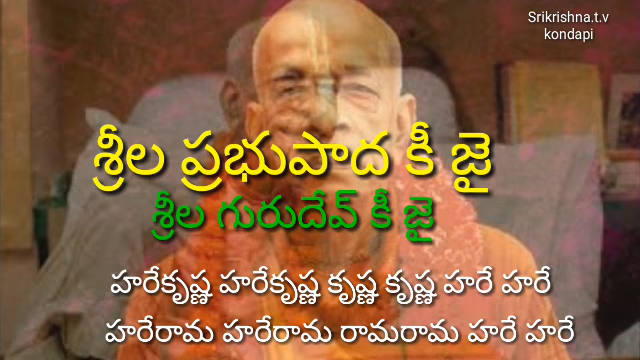 Srikrishna.t.v
kondapi
శ్రీల ప్రభుపాద కీ జై
శ్రీల గురుదేవ్ కీ జై
హరేకృష్ణ హరేకృష్ణ కృష్ణ కృష్ణ హరే హరే
హరేరామ హరేరామ రామరామ హరే హరే